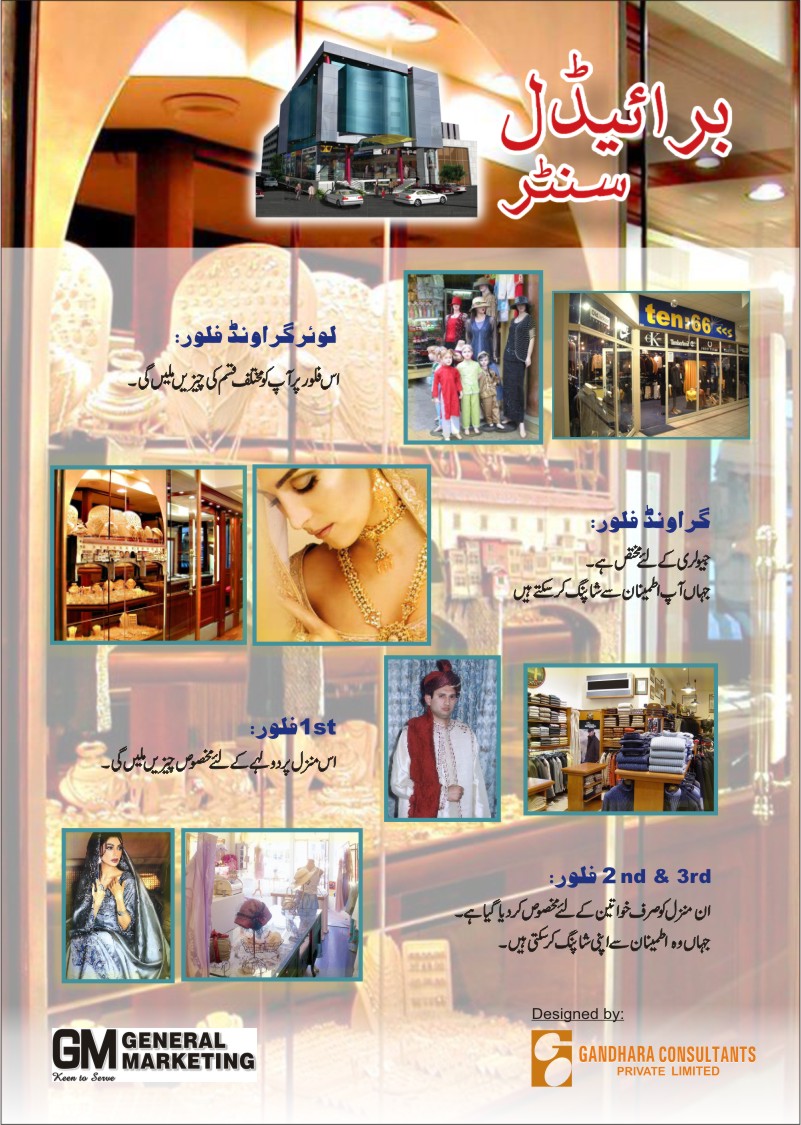 برائیڈل
سنٹر
لوئر گراونڈ فلور:
اس فلور پر آپ کو مختلف قسم کی چیزیں ملیں گی۔
ten 66 <<s
Timberland
گراونڈ فلور:
جیولری کے لئے مختص ہے۔
جہاں آپ اطمینان سے شاپنگ کر سکتے ہیں
1st فلور:
اس منزل پر دولہے کے لئے مخصوص چیزیں ملیں گی۔
2nd & 3rd فلور:
ان منزل کو صرف خواتین کے لئے مخصوص کر دیا گیا ہے۔
جہاں وہ اطمینان سے اپنی شاپنگ کر سکتی ہیں۔
Designed by:
GM GENERAL MARKETING
Keen to Serve
GANDHARA CONSULTANTS
PRIVATE LIMITED